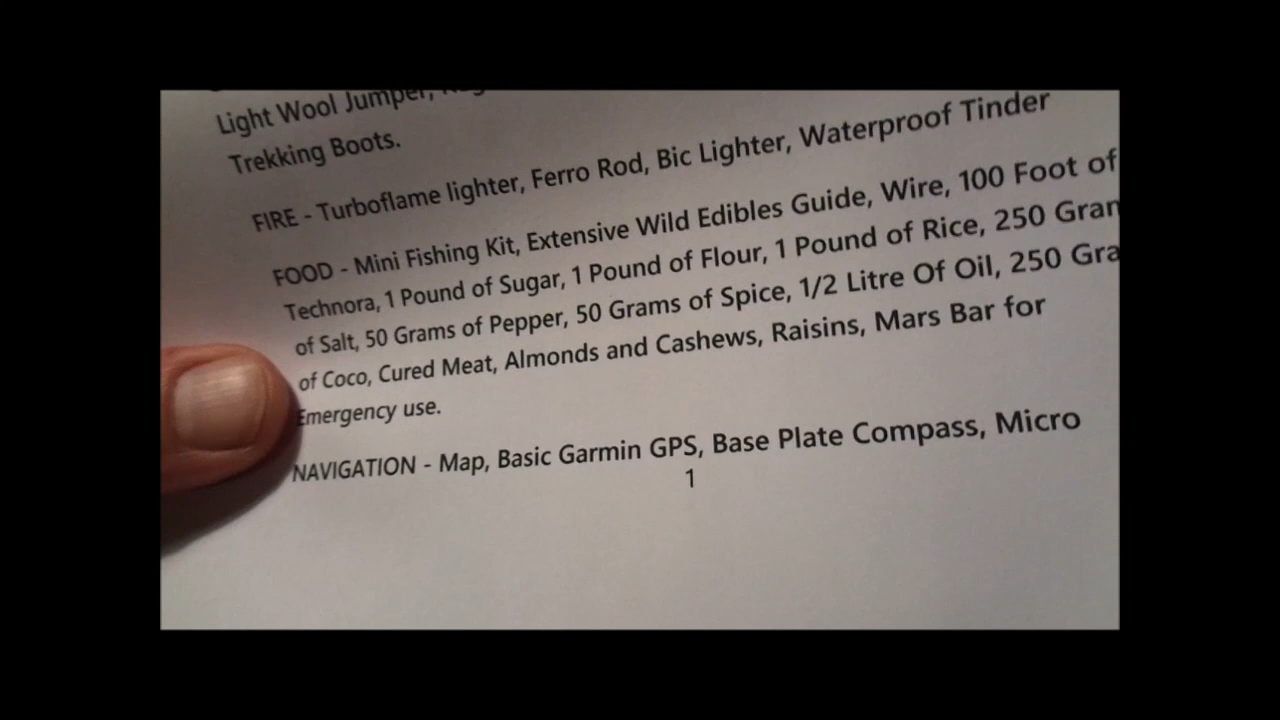 Light Wool Jumper,
Trekking Boots.
FIRE - Turboflame lighter, Ferro Rod, Bic Lighter, Waterproof Tinder
FOOD - Mini Fishing Kit, Extensive Wild Edibles Guide, Wire, 100 Foot of
Technora, 1 Pound of Sugar, 1 Pound of Flour, 1 Pound of Rice, 250 Gram
of Salt, 50 Grams of Pepper, 50 Grams of Spice, 1/2 Litre Of Oil, 250 Gra
of Coco, Cured Meat, Almonds and Cashews, Raisins, Mars Bar for
Emergency use.
NAVIGATION - Map, Basic Garmin GPS, Base Plate Compass, Micro
1